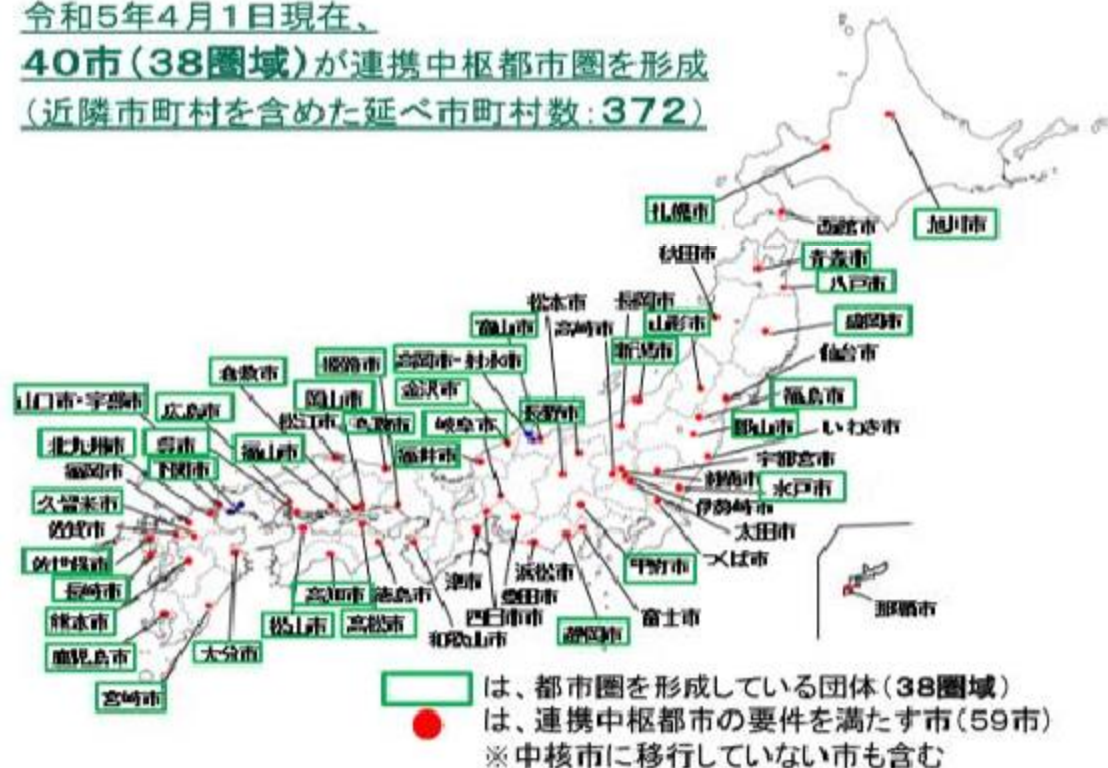 令和5年4月1日現在、
40市(38圏域)が連携中枢都市圏を形成
(近隣市町村を含めた延べ市町村数:372)
札幌市
旭川市
函館市
秋田市
青森市
八戸市
松本市
長岡市
盛岡市
富山市
高崎市
山形市
仙台市
新潟市
姫路市
高岡市・射水市
倉敷市
福島市
金沢市
岡山市
山口市・宇部市
広島市
長野市
松江市
鳥取市
岐阜市
郡山市
いわき市
北九州市
呉市
福山市
福井市
宇都宮市
福岡市
下関市
前橋市
水戸市
久留米市
伊勢崎市
佐賀市
太田市
佐世保市
つくば市
甲府市
津市
浜松市
長崎市
高知市
徳島市
豊田市
那覇市
熊本市
松山市
高松市
四日市市
富士市
静岡市
和歌山市
鹿児島市
大分市
宮崎市
は、都市圏を形成している団体(38圏域)
は、連携中枢都市の要件を満たす市(59市)
※中核市に移行していない市も含む